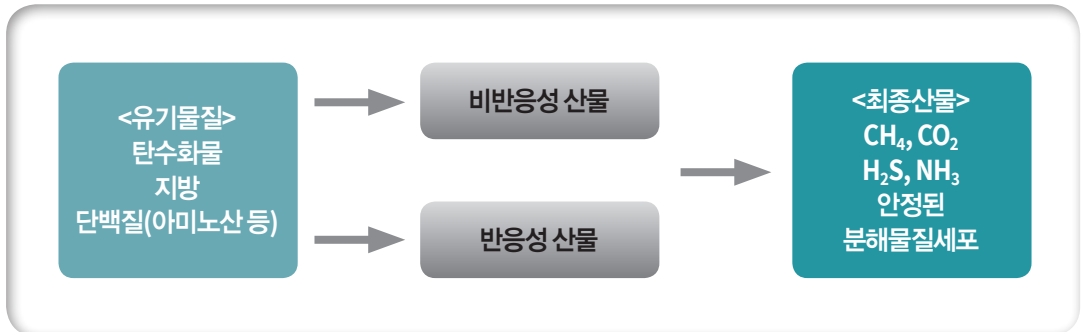 <유기물질>
탄수화물
지방
단백질(아미노산 등)
비반응성 산물
반응성 산물
<최종산물>
CH₄, CO₂
H₂S, NH₃
안정된
분해물질세포